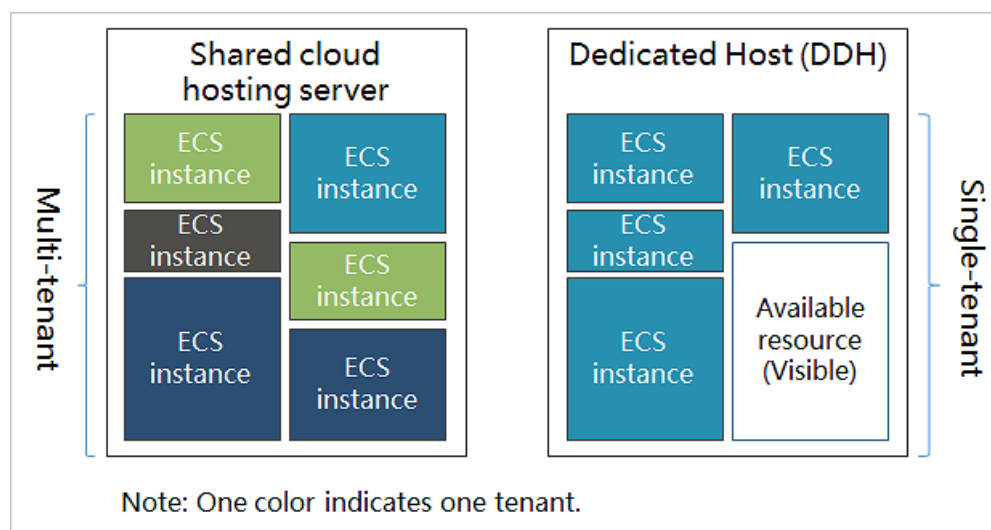 Shared cloud
hosting server
Multi-tenant
ECS
instance
ECS
instance
ECS
instance
ECS
instance
ECS
instance
ECS
instance
Dedicated Host (DDH)
ECS
instance
ECS
instance
ECS
instance
ECS
instance
Available
resource
(Visible)
Single-tenant
Note: One color indicates one tenant.